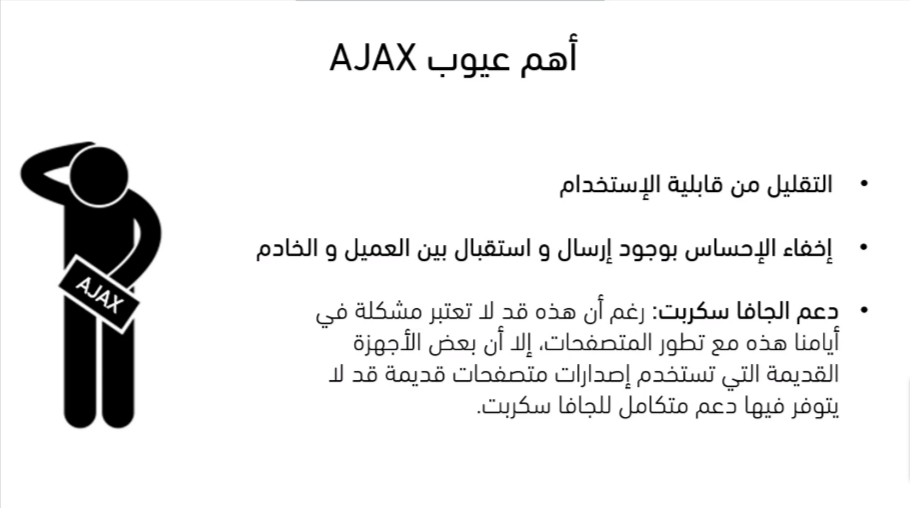 أهم عيوب AJAX
• التقليل من قابلية الإستخدام
• إخفاء الإحساس بوجود إرسال و استقبال بين العميل و الخادم
• دعم الجافا سكربت: رغم أن هذه قد لا تعتبر مشكلة في
أيامنا هذه مع تطور المتصفحات، إلا أن بعض الأجهزة
القديمة التي تستخدم إصدارات متصفحات قديمة قد لا
يتوفر فيها دعم متكامل للجافا سكربت.
AJAX